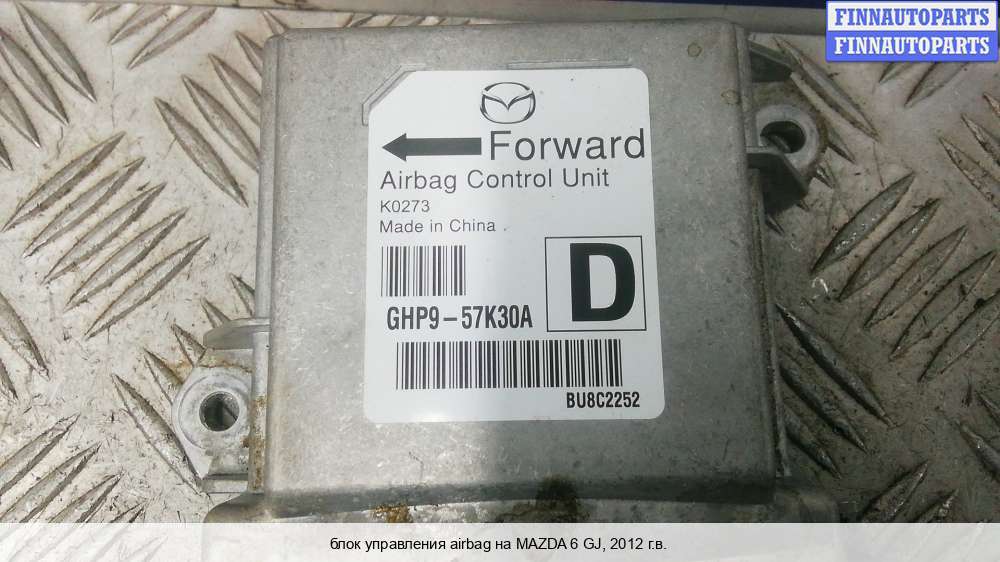 FINNAUTOPARTS
FINNAUTOPARTS
Forward
Airbag Control Unit
K0273
Made in China
D
GHP9-57K30A
BU8C2252
блок управления airbag на MAZDA 6 GJ, 2012 г.в.